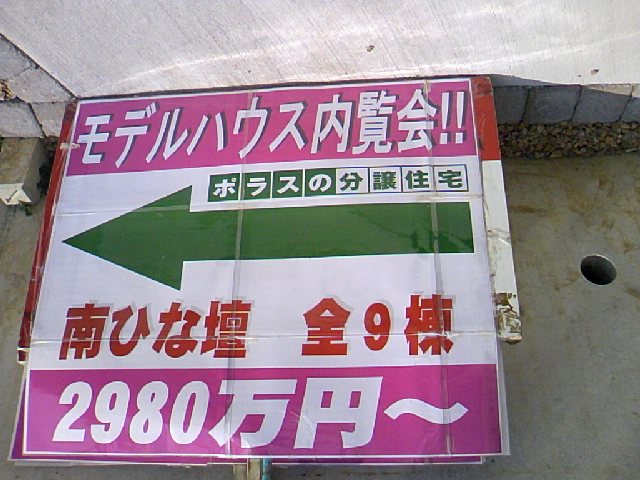 モデルハウス内覧会!!
ポラスの分譲住宅
南ひな壇 全9棟
2980万円～